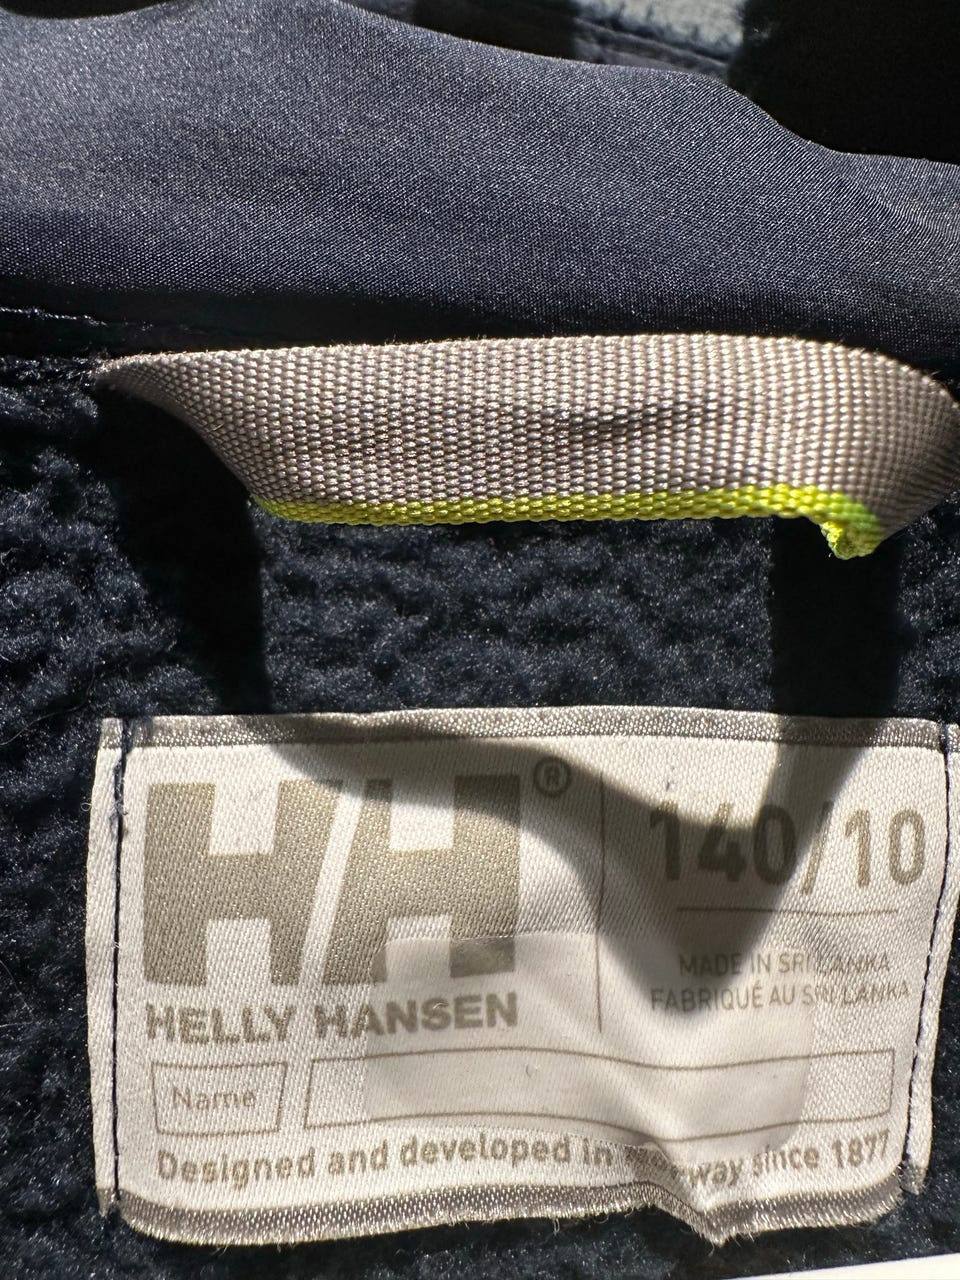 HH®
HELLY HANSEN
140/10
MADE IN SRI LANKA
FABRIQUÉ AU SRI LANKA
Name
Designed and developed in Norway since 1877